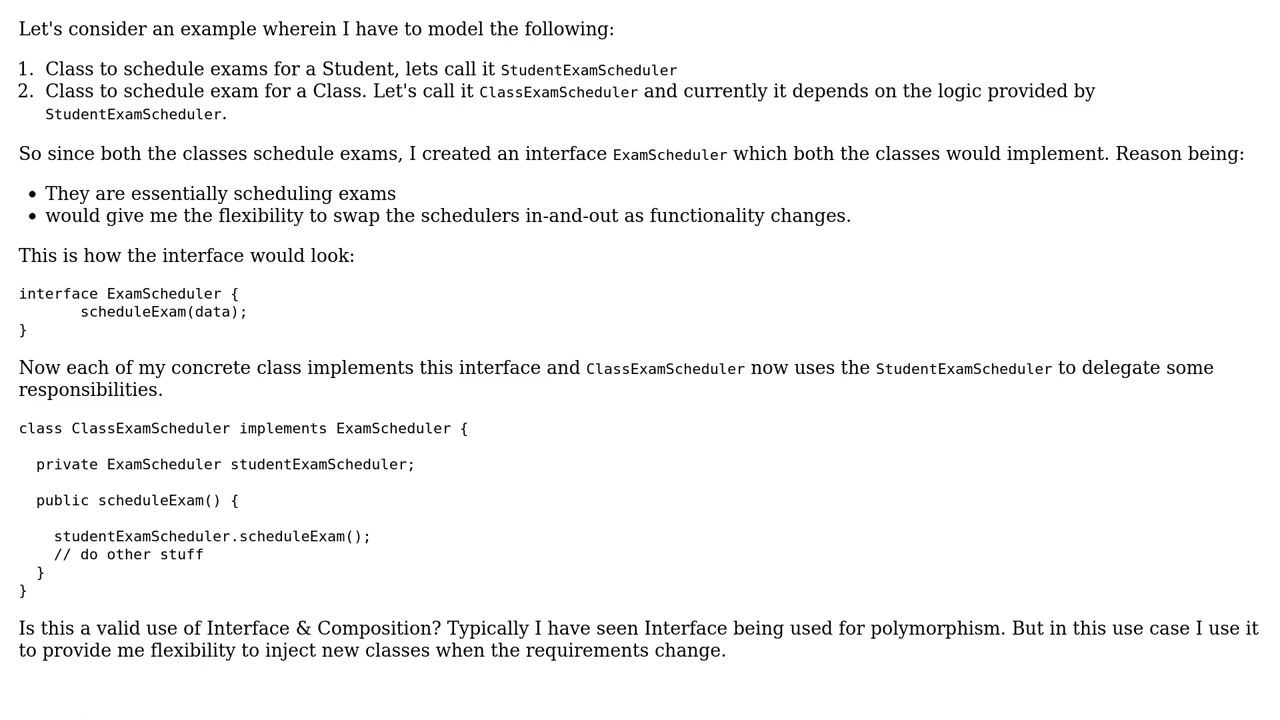 Let's consider an example wherein I have to model the following:
1. Class to schedule exams for a Student, lets call it StudentExamScheduler
2. Class to schedule exam for a Class. Let's call it ClassExamScheduler and currently it depends on the logic provided by
StudentExamScheduler.
So since both the classes schedule exams, I created an interface ExamScheduler which both the classes would implement. Reason being:
• They are essentially scheduling exams
• would give me the flexibility to swap the schedulers in-and-out as functionality changes.
This is how the interface would look:
interface ExamScheduler {
       scheduleExam(data);
}
Now each of my concrete class implements this interface and ClassExamScheduler now uses the StudentExamScheduler to delegate some
responsibilities.
class ClassExamScheduler implements ExamScheduler {
  private ExamScheduler studentExamScheduler;
  public scheduleExam() {
    studentExamScheduler.scheduleExam();
    // do other stuff
  }
}
Is this a valid use of Interface & Composition? Typically I have seen Interface being used for polymorphism. But in this use case I use it
to provide me flexibility to inject new classes when the requirements change.